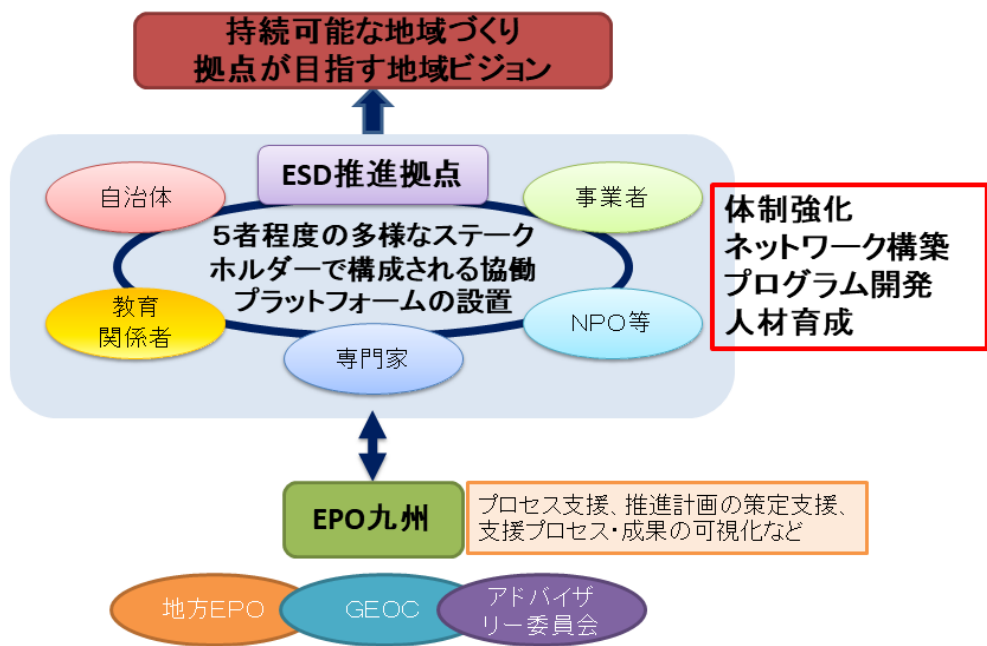 持続可能な地域づくり
拠点が目指す地域ビジョン
ESD推進拠点
自治体
事業者
5者程度の多様なステーク
ホルダーで構成される協働
プラットフォームの設置
教育
関係者
NPO等
専門家
体制強化
ネットワーク構築
プログラム開発
人材育成
EPO九州
プロセス支援、推進計画の策定支援、
支援プロセス・成果の可視化など
地方EPO
GEOC
アドバイザ
リー委員会